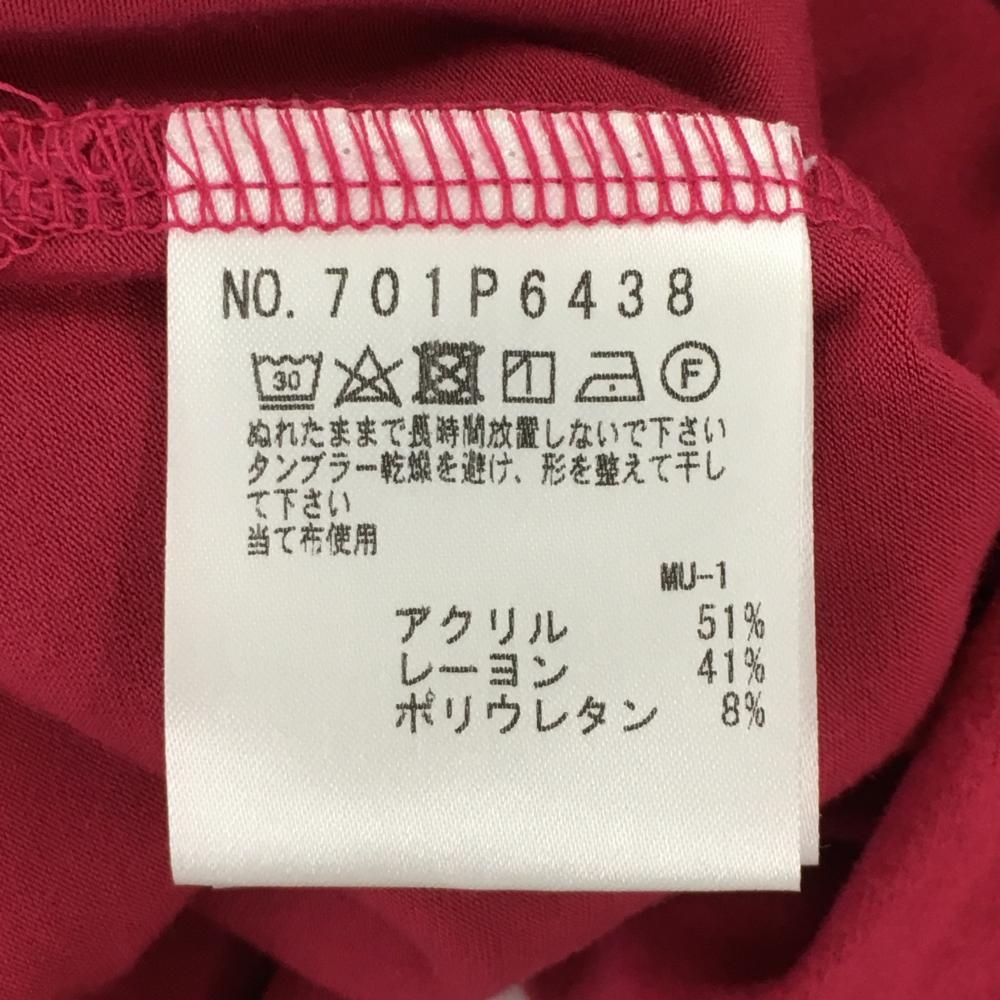 NO.701P6438
30 F
ぬれたままで長時間放置しないで下さい
タンブラー乾燥を避け、形を整えて干し
て下さい
当て布使用
MU-1
アクリル 51%
レーヨン 41%
ポリウレタン 8%